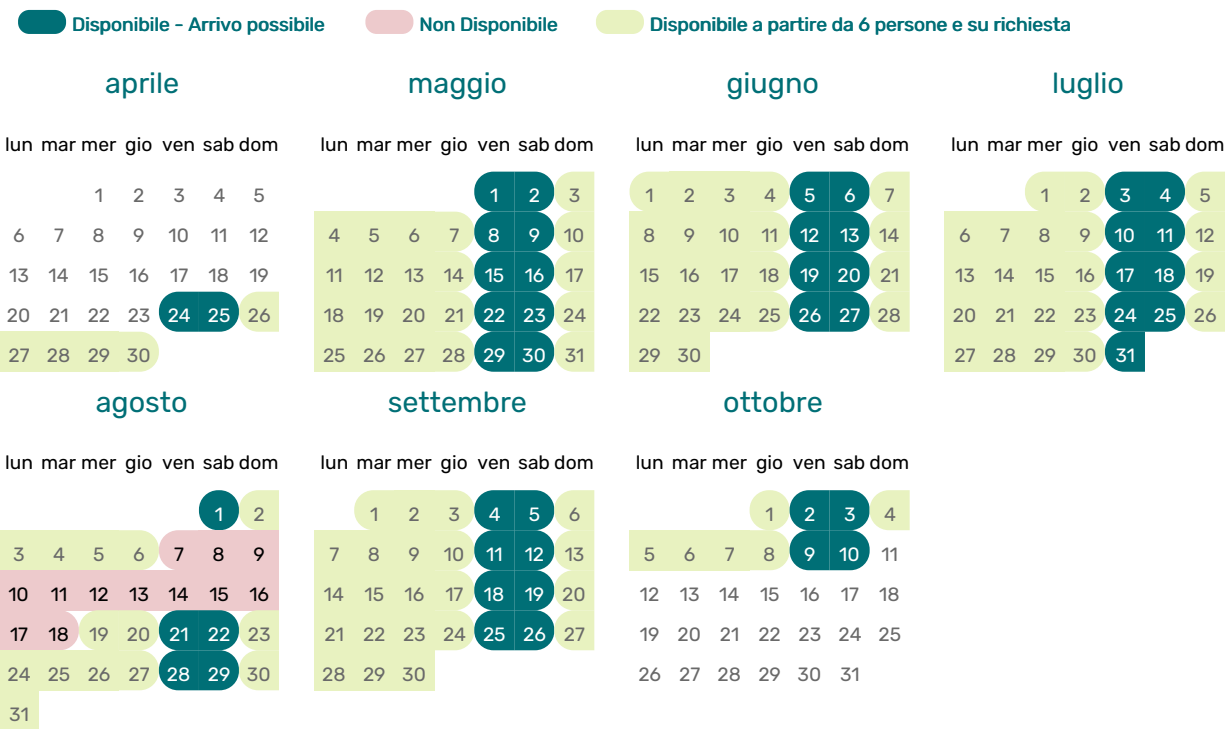 Disponibile - Arrivo possibile Non Disponibile Disponibile a partire da 6 persone e su richiesta
aprile maggio giugno luglio
lun mar mer gio ven sab dom lun mar mer gio ven sab dom lun mar mer gio ven sab dom lun mar mer gio ven sab dom
1 2 3 4 5 1 2 3 1 2 3 4 5 6 7 1 2 3 4 5
6 7 8 9 10 11 12 4 5 6 7 8 9 10 8 9 10 11 12 13 14 6 7 8 9 10 11 12
13 14 15 16 17 18 19 11 12 13 14 15 16 17 15 16 17 18 19 20 21 13 14 15 16 17 18 19
20 21 22 23 24 25 26 18 19 20 21 22 23 24 22 23 24 25 26 27 28 20 21 22 23 24 25 26
27 28 29 30 25 26 27 28 29 30 31 29 30 27 28 29 30 31
agosto settembre ottobre
lun mar mer gio ven sab dom lun mar mer gio ven sab dom lun mar mer gio ven sab dom
1 2 1 2 3 4 5 6 1 2 3 4
3 4 5 6 7 8 9 7 8 9 10 11 12 13 5 6 7 8 9 10 11
10 11 12 13 14 15 16 14 15 16 17 18 19 20 12 13 14 15 16 17 18
17 18 19 20 21 22 23 21 22 23 24 25 26 27 19 20 21 22 23 24 25
24 25 26 27 28 29 30 28 29 30 26 27 28 29 30 31
31